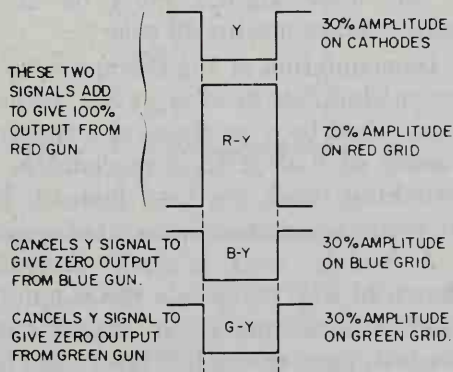 Y
30% AMPLITUDE
ON CATHODES
THESE TWO
SIGNALS ADD
TO GIVE 100%
OUTPUT FROM
RED GUN
R-Y
70% AMPLITUDE
ON RED GRID
CANCELS Y SIGNAL TO
GIVE ZERO OUTPUT
FROM BLUE GUN.
B-Y
30% AMPLITUDE
ON BLUE GRID.
CANCELS Y SIGNAL TO
GIVE ZERO OUTPUT
FROM GREEN GUN
G-Y
30% AMPLITUDE
ON GREEN GRID.